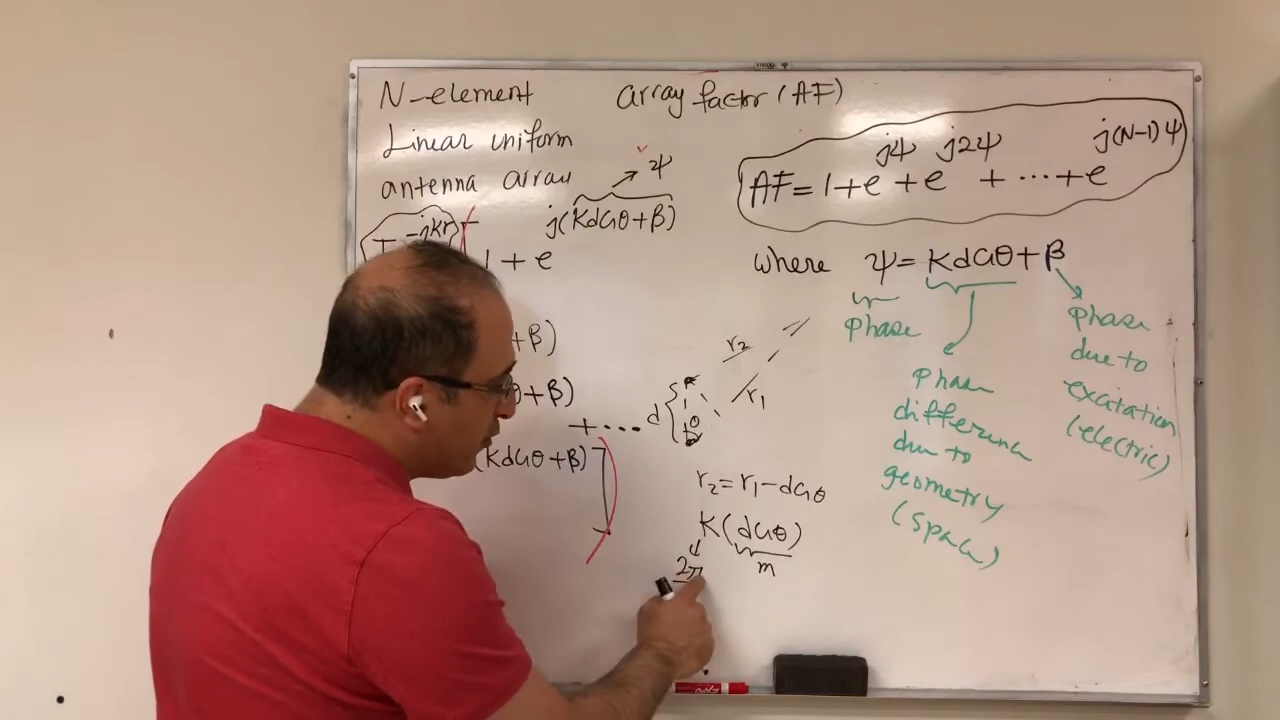 N-element
Linear uniform
antenna array
array factor (AF)
ψ
-jkr
j(kdcosθ+β)
1 + e
+β)
θ+β)
+ ....
(kdcosθ+β)
AF = 1 + e^jψ + e^j2ψ + ... + e^j(N-1)ψ
where ψ = kdcosθ + β
phase
phase
difference
due to
geometry
(space)
phase
due to
excitation
(electric)
r2
r1
d
θ
r2 = r1 - dcosθ
k(dcosθ)
m
2π